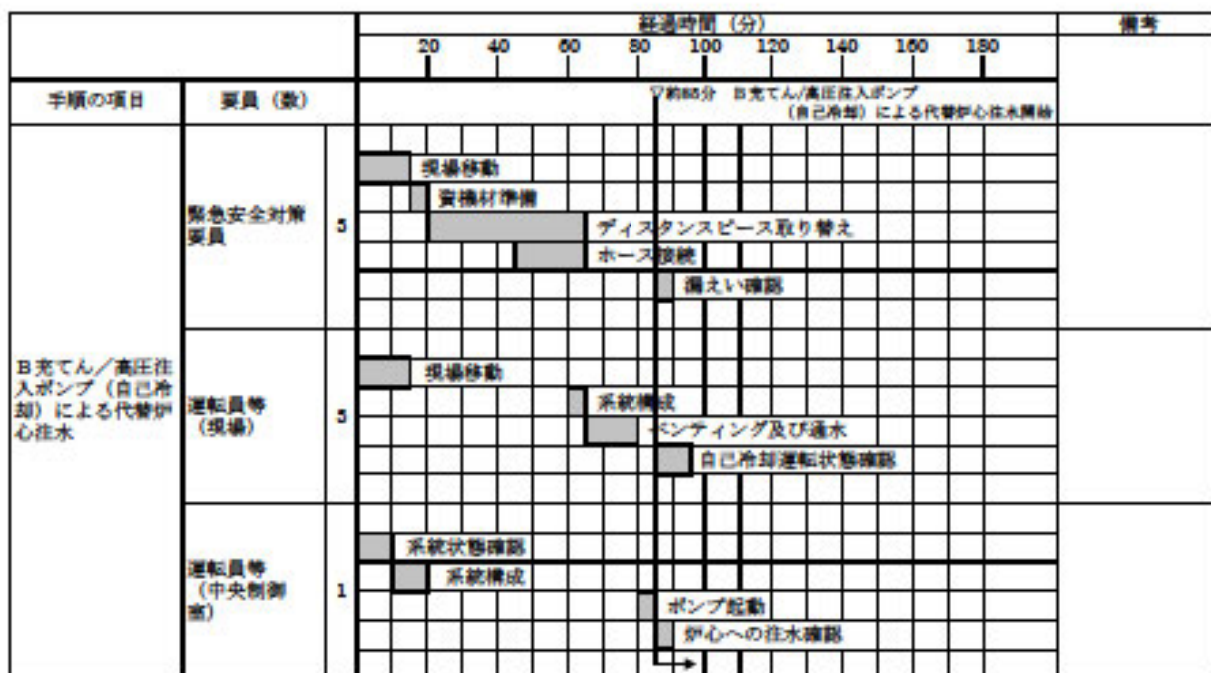 経過時間（分）
備考
20 40 60 80 100 120 140 160 180
手順の項目
要員（数）
▽約85分 B充てん/高圧注入ポンプ
（自己冷却）による代替炉心注水開始
B充てん／高圧注
入ポンプ（自己冷
却）による代替炉
心注水
緊急安全対策
要員
3
現場移動
資機材準備
ディスタンスピース取り替え
ホース接続
漏えい確認
運転員等
（現場）
3
現場移動
系統構成
ベンティング及び通水
自己冷却運転状態確認
運転員等
（中央制御
室）
1
系統状態確認
系統構成
ポンプ起動
炉心への注水確認